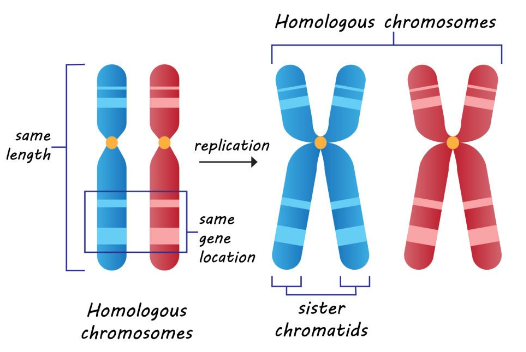 Homologous chromosomes
same
length
replication
same
gene
location
Homologous
chromosomes
sister
chromatids